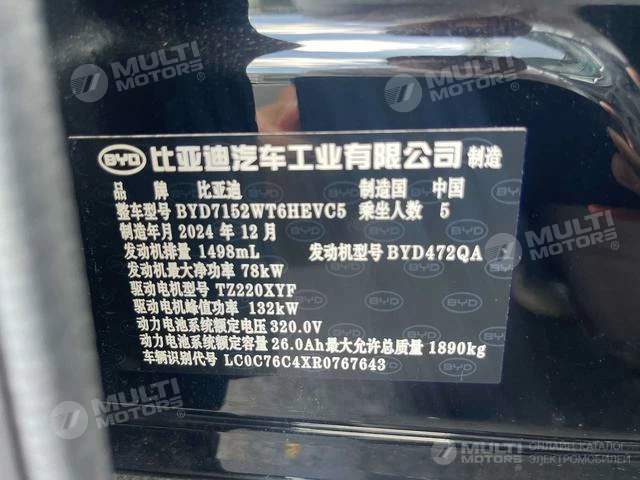 MULTI MOTORS®
MULTI MOTORS®
MULTI MOTORS®
BYD 比亚迪汽车工业有限公司 制造
品 牌 比亚迪 制造国 中国
整车型号 BYD7152WT6HEVC5 乘坐人数 5
制造年月 2024 年 12 月
发动机排量 1498mL 发动机型号 BYD472QA
发动机最大净功率 78kW
驱动电机型号 TZ220XYF
驱动电机峰值功率 132kW
动力电池系统额定电压 320.0V
动力电池系统额定容量 26.0Ah 最大允许总质量 1890kg
车辆识别代号 LC0C76C4XR0767643
MULTI MOTORS®
MULTI MOTORS
ОНЛАЙН-КАТАЛОГ
ЭЛЕКТРОМОБИЛЕЙ